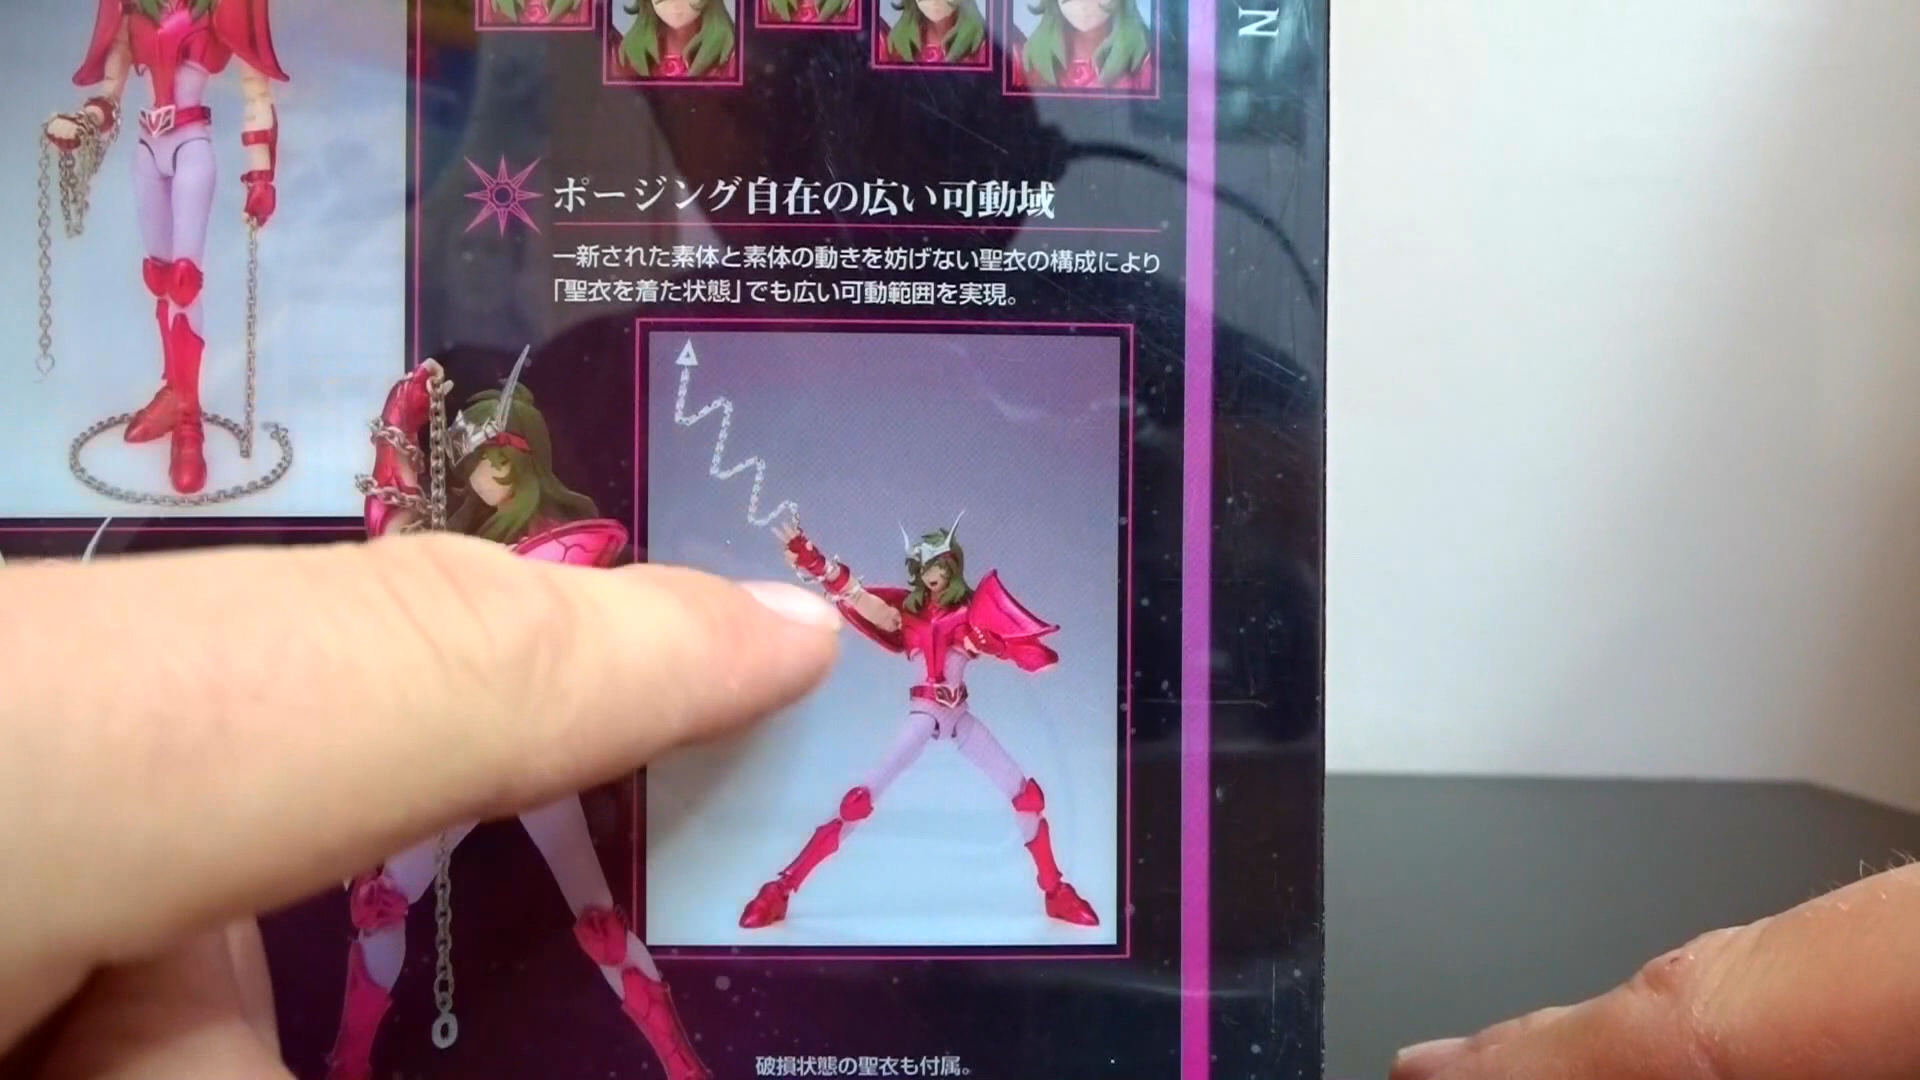 N
ポージング自在の広い可動域
一新された素体と素体の動きを妨げない聖衣の構成により
「聖衣を着た状態」でも広い可動範囲を実現。
破損状態の聖衣も付属。